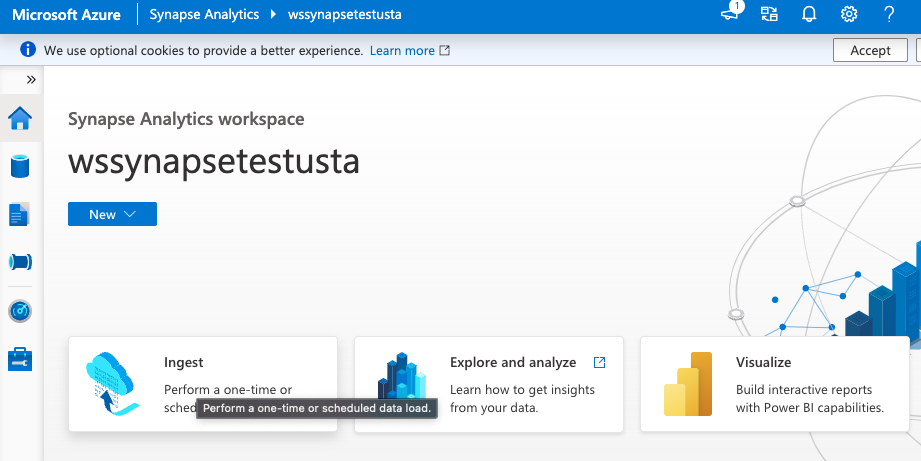 Microsoft Azure
Synapse Analytics
wssynapsetestusta
1
?
We use optional cookies to provide a better experience. Learn more
Accept
Synapse Analytics workspace
wssynapsetestusta
New
Ingest
Perform a one-time or
sched
Perform a one-time or scheduled data load.
Explore and analyze
Learn how to get insights
from your data.
Visualize
Build interactive reports
with Power BI capabilities.